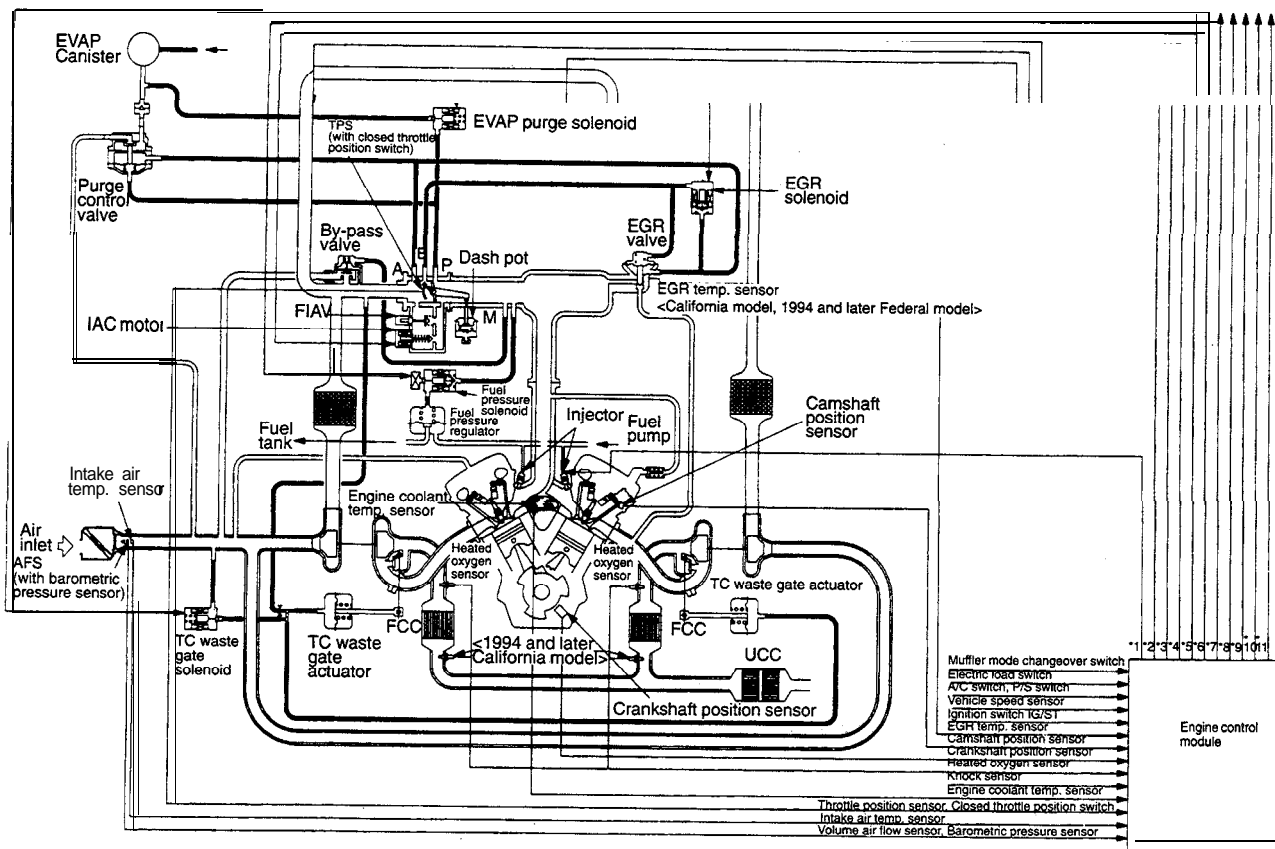 EVAP
Canister
EVAP purge solenoid
TPS
(with closed throttle
position switch)
Purge
control
valve
EGR
solenoid
EGR
valve
By-pass
valve
Dash pot
A
B
P
EGR temp. sensor
<California model, 1994 and later Federal model>
FIAV
M
IAC motor
Fuel
pressure
solenoid
Fuel
pressure
regulator
Injector
Fuel
pump
Camshaft
position
sensor
Fuel
tank
Intake air
temp. sensor
Engine coolant
temp. sensor
Air
inlet
AFS
(with barometric
pressure sensor)
Heated
oxygen
sensor
Heated
oxygen
sensor
TC waste gate actuator
TC waste
gate
solenoid
TC waste
gate
actuator
FCC
FCC
<1994 and later
California model>
UCC
Crankshaft position sensor
*1 *2 *3 *4 *5 *6 *7 *8 *9 *10 *11
Muffler mode changeover switch
Electric load switch
A/C switch, P/S switch
Vehicle speed sensor
Ignition switch IG/ST
EGR temp. sensor
Camshaft position sensor
Crankshaft position sensor
Heated oxygen sensor
Knock sensor
Engine coolant temp. sensor
Throttle position sensor, Closed throttle position switch
Intake air temp. sensor
Volume air flow sensor, Barometric pressure sensor
Engine control
module